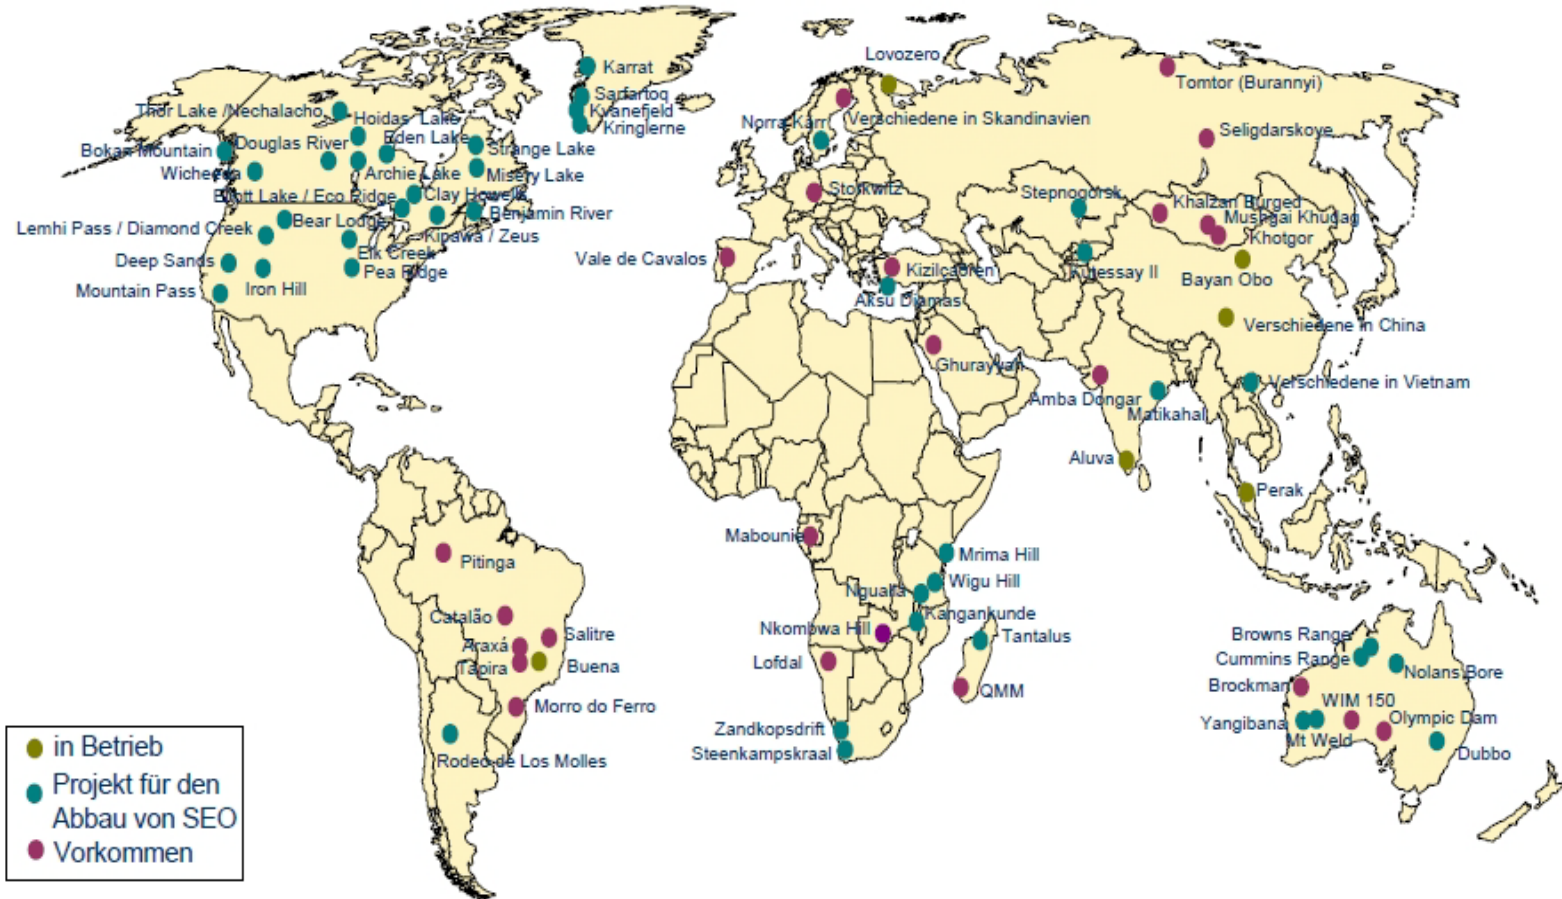 Lovozero
Karrat
Tomtor (Burannyi)
Sarfartoq
Thor Lake /Nechalacho
Kvanefjeld
Hoidas Lake
Verschiedene in Skandinavien
Norra Kärr
Kringlerne
Seligdarskoye
Eden Lake
Douglas River
Strange Lake
Bokan Mountain
Wicheeda
Archie Lake
Misery Lake
Storkwitz
Stepnogorsk
Elliott Lake / Eco Ridge
Clay Howells
Khalzan Burged
Benjamin River
Mushgai Khudag
Lemhi Pass / Diamond Creek
Bear Lodge
Kipawa / Zeus
Khotgor
Elk Creek
Vale de Cavalos
Deep Sands
Pea Ridge
Kizilcaören
Kutessay II
Bayan Obo
Mountain Pass
Iron Hill
Aksu Diamas
Verschiedene in China
Ghurayyah
Verschiedene in Vietnam
Amba Dongar
Matikahal
Aluva
Perak
Mabounie
Mrima Hill
Pitinga
Wigu Hill
Ngualla
Kangankunde
Catalão
Nkombwa Hill
Salitre
Tantalus
Browns Range
Araxá
Cummins Range
Lofdal
Tapira
Buena
Nolans Bore
Brockman
QMM
WIM 150
Morro do Ferro
Olympic Dam
Yangibana
Zandkopsdrift
Mt Weld
Steenkampskraal
Dubbo
Rodeo de Los Molles
in Betrieb
Projekt für den
Abbau von SEO
Vorkommen